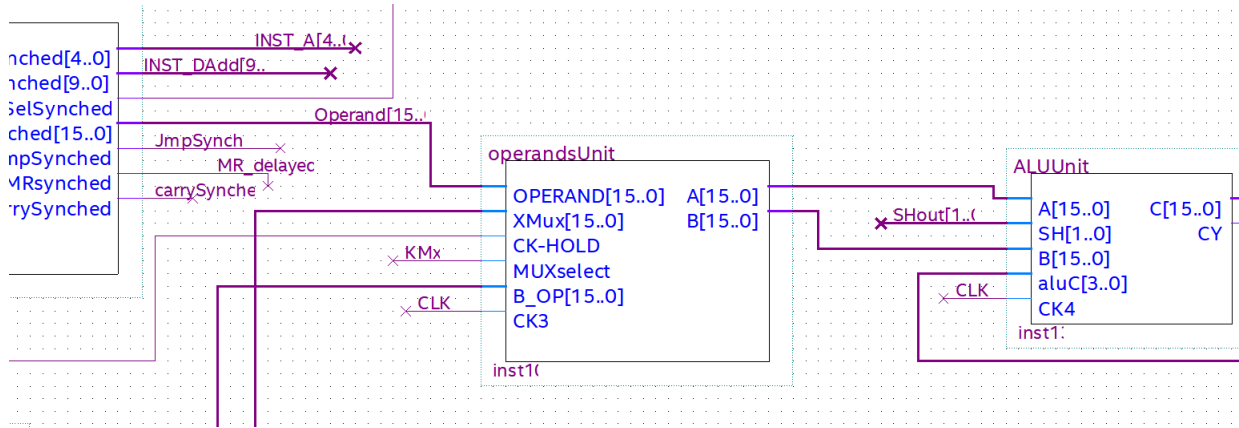 INST_A[4..
nched[4..0]
INST_DAdd[9..
nched[9..0]
SelSynched
Operand[15..
ched[15..0]
JmpSynch
mpSynched
MR_delayed
MRsynched
carrySynche
rrySynched
operandsUnit
OPERAND[15..0] A[15..0]
XMux[15..0] B[15..0]
CK-HOLD
KMx
MUXselect
B_OP[15..0]
CLK
CK3
inst10
ALUUnit
A[15..0] C[15..0]
SHout[1..0
SH[1..0] CY
B[15..0]
aluC[3..0]
CLK
CK4
inst1